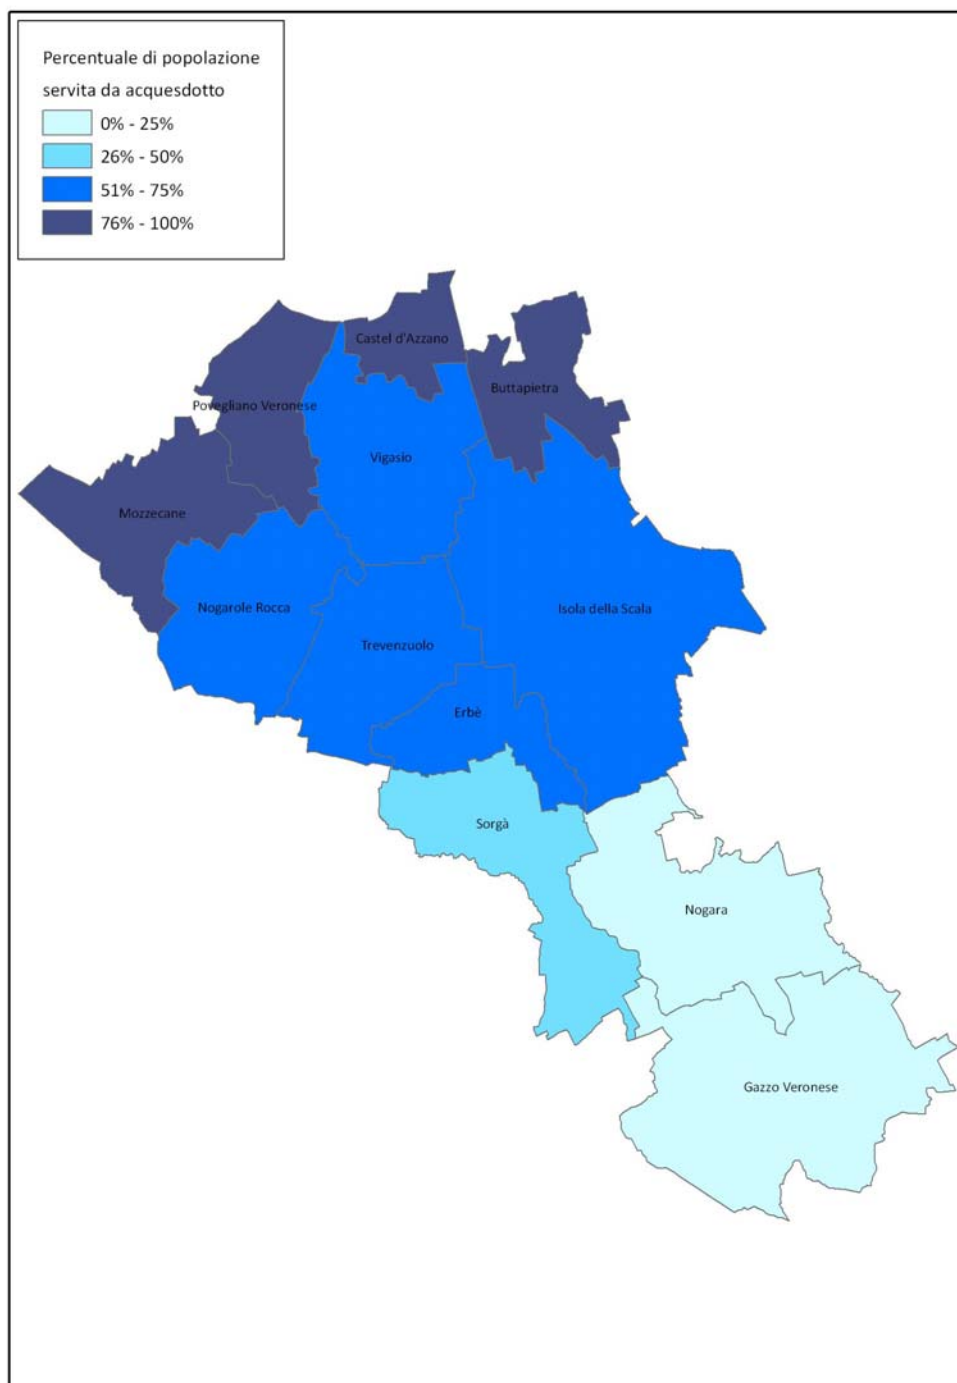 Percentuale di popolazione
servita da acquesdotto
0% - 25%
26% - 50%
51% - 75%
76% - 100%
Castel d'Azzano
Buttapietra
Povegliano Veronese
Vigasio
Mozzecane
Nogarole Rocca
Isola della Scala
Trevenzuolo
Erbè
Sorgà
Nogara
Gazzo Veronese